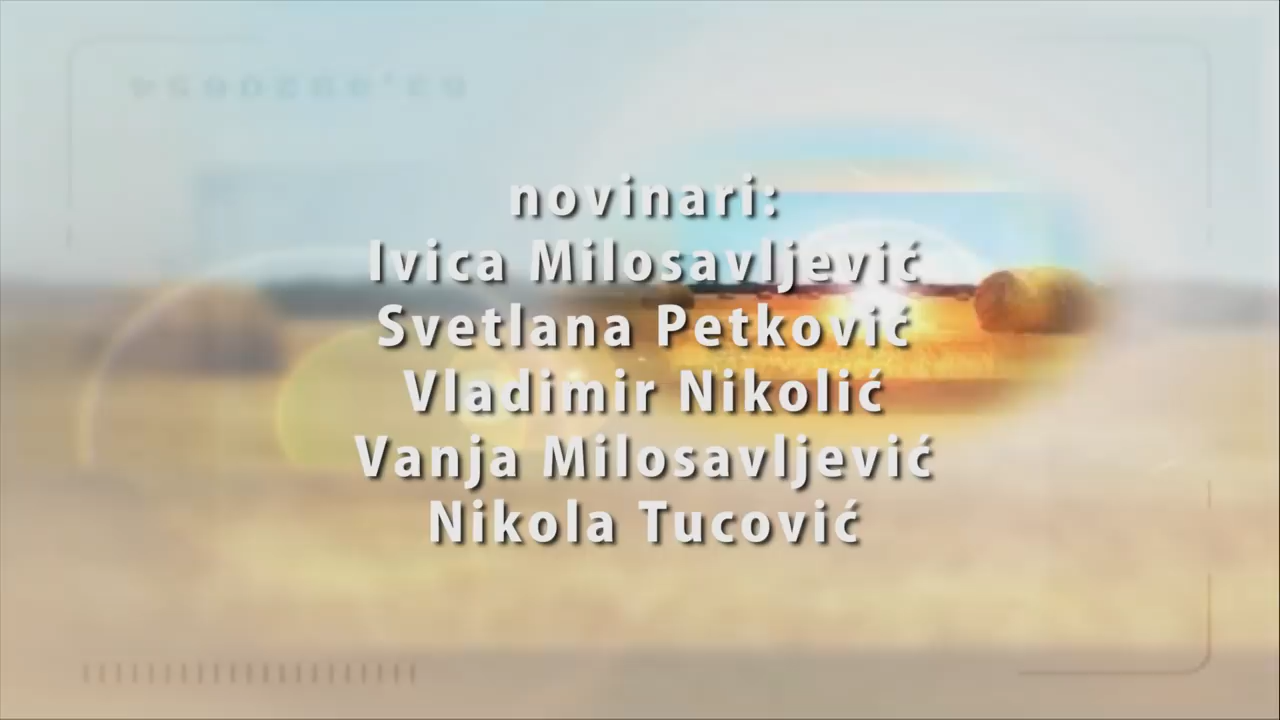 novinari:
Ivica Milosavljević
Svetlana Petković
Vladimir Nikolić
Vanja Milosavljević
Nikola Tucović